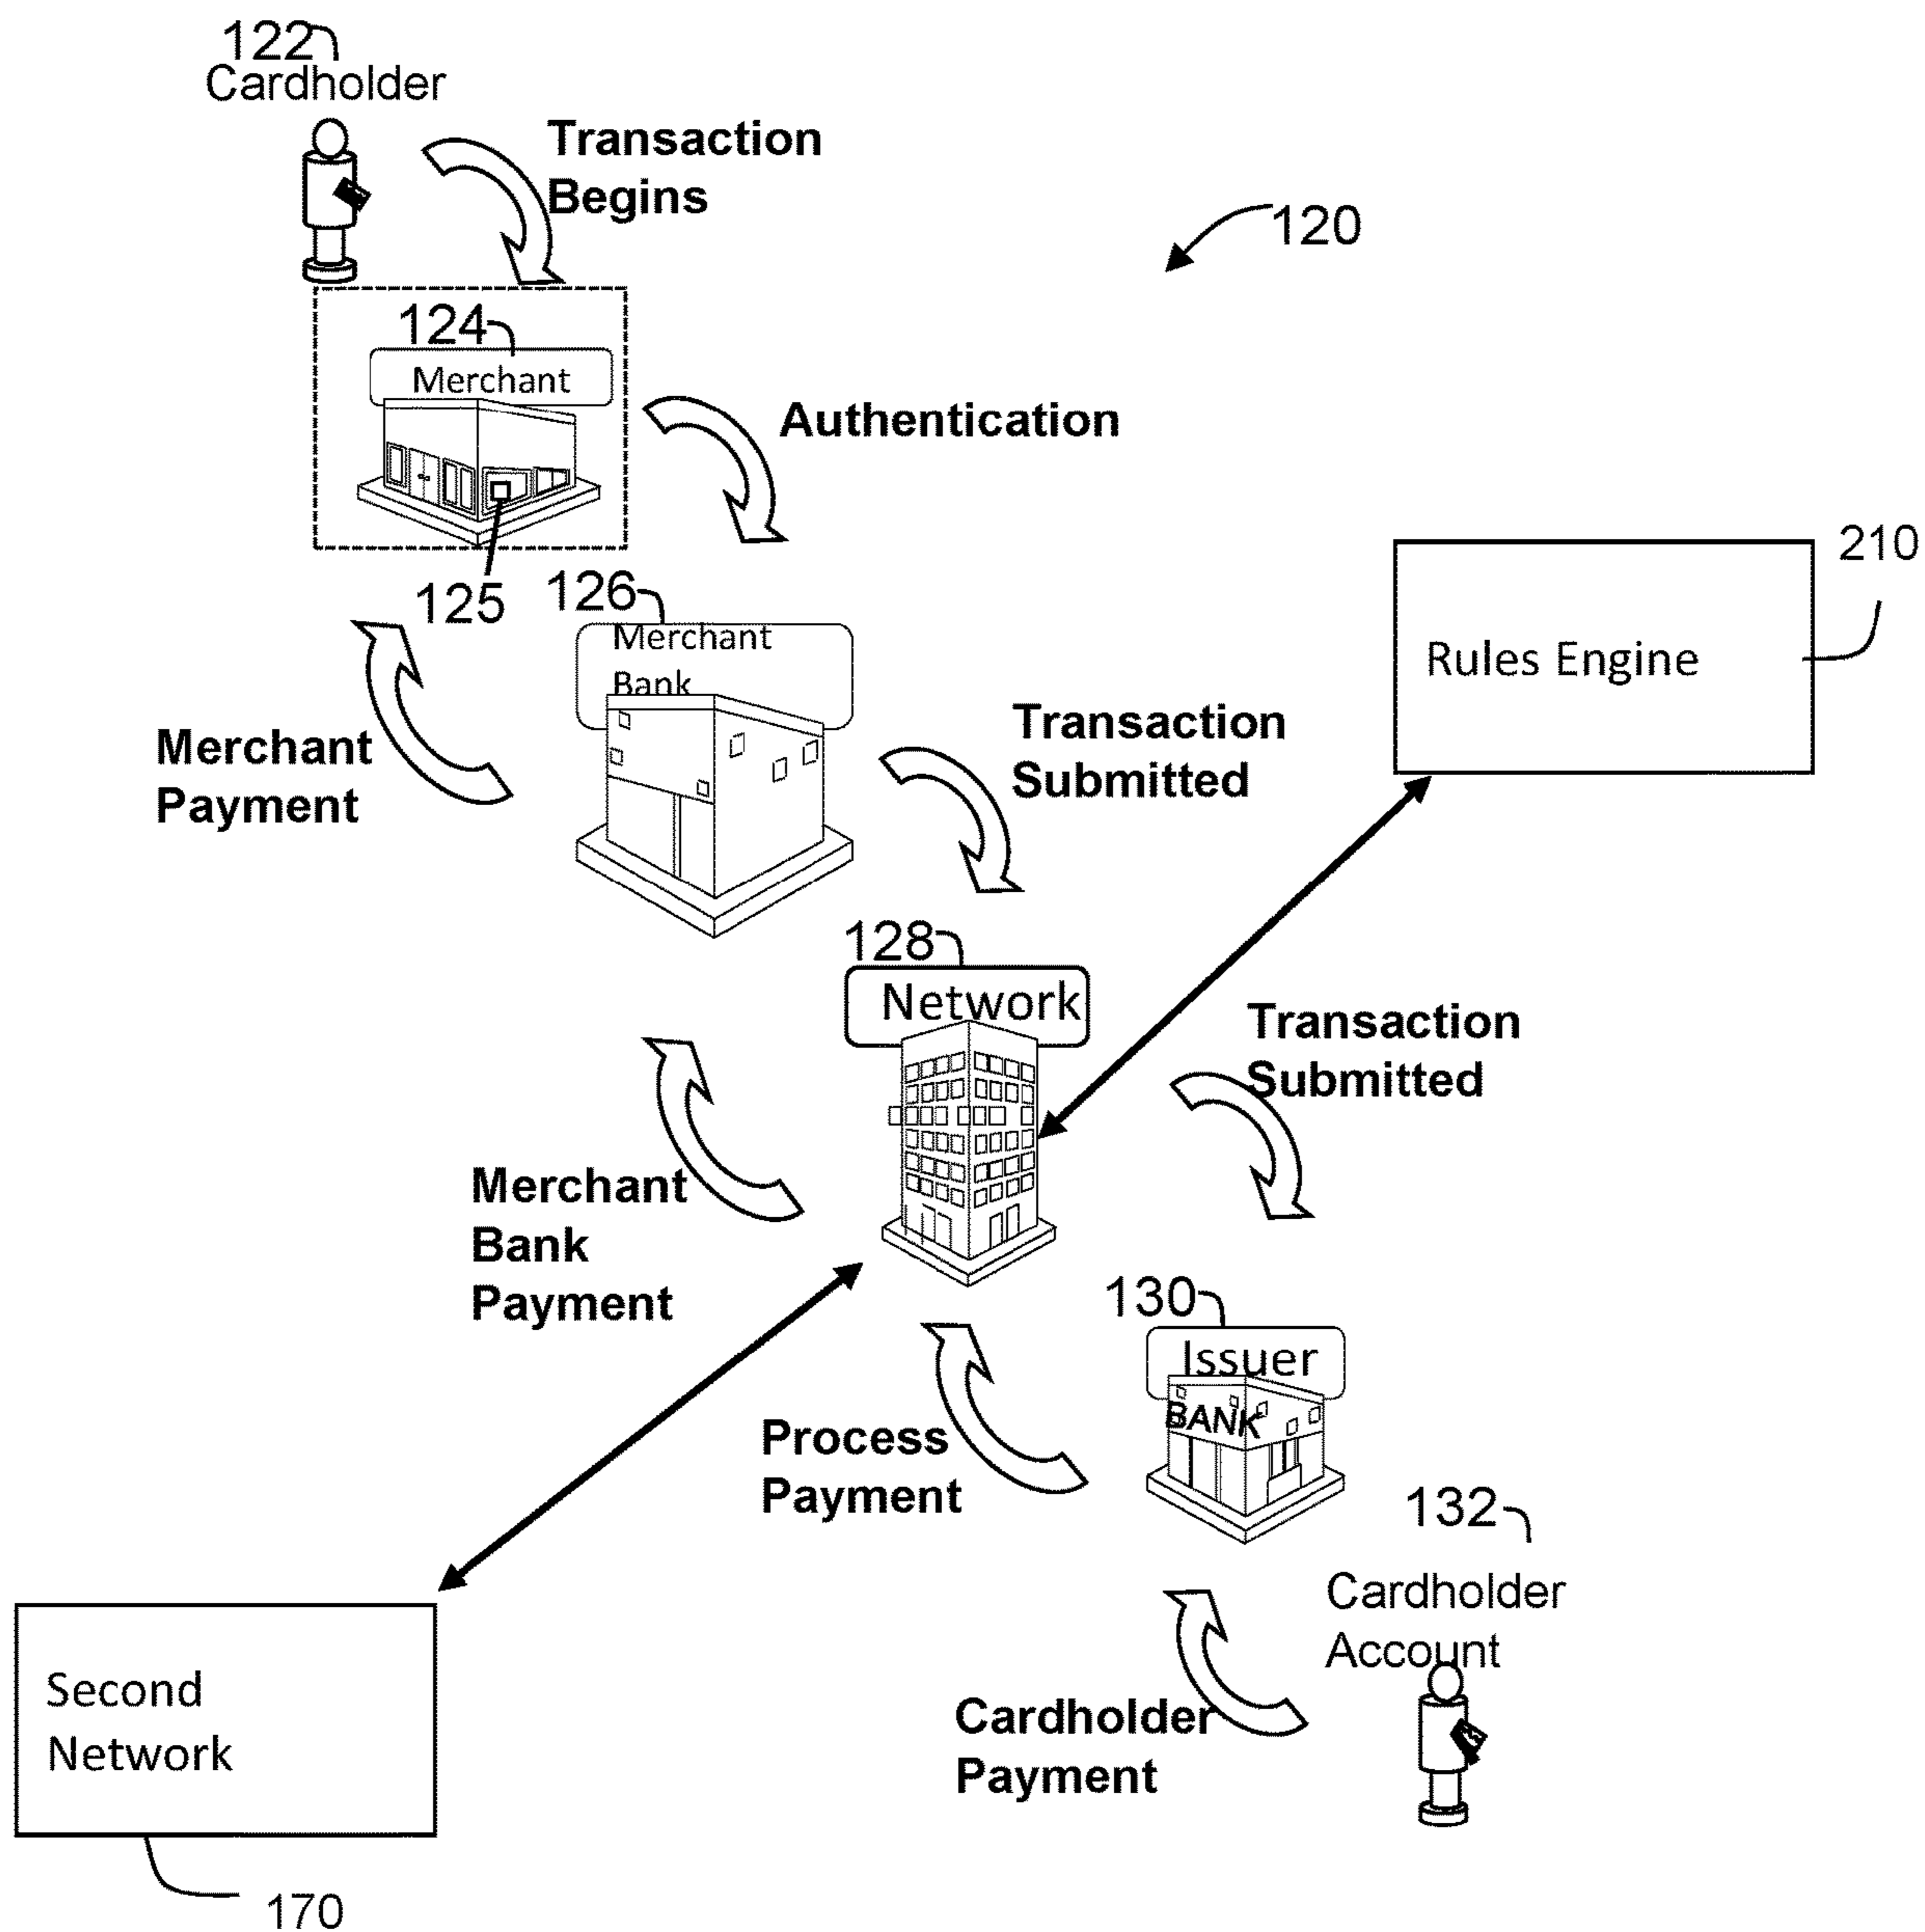 122
Cardholder
Transaction
Begins
120
124
Merchant
Authentication
125
126
Merchant
Bank
210
Rules Engine
Merchant
Payment
Transaction
Submitted
128
Network
Transaction
Submitted
Merchant
Bank
Payment
130
Issuer
BANK
Process
Payment
132
Cardholder
Account
Second
Network
Cardholder
Payment
170